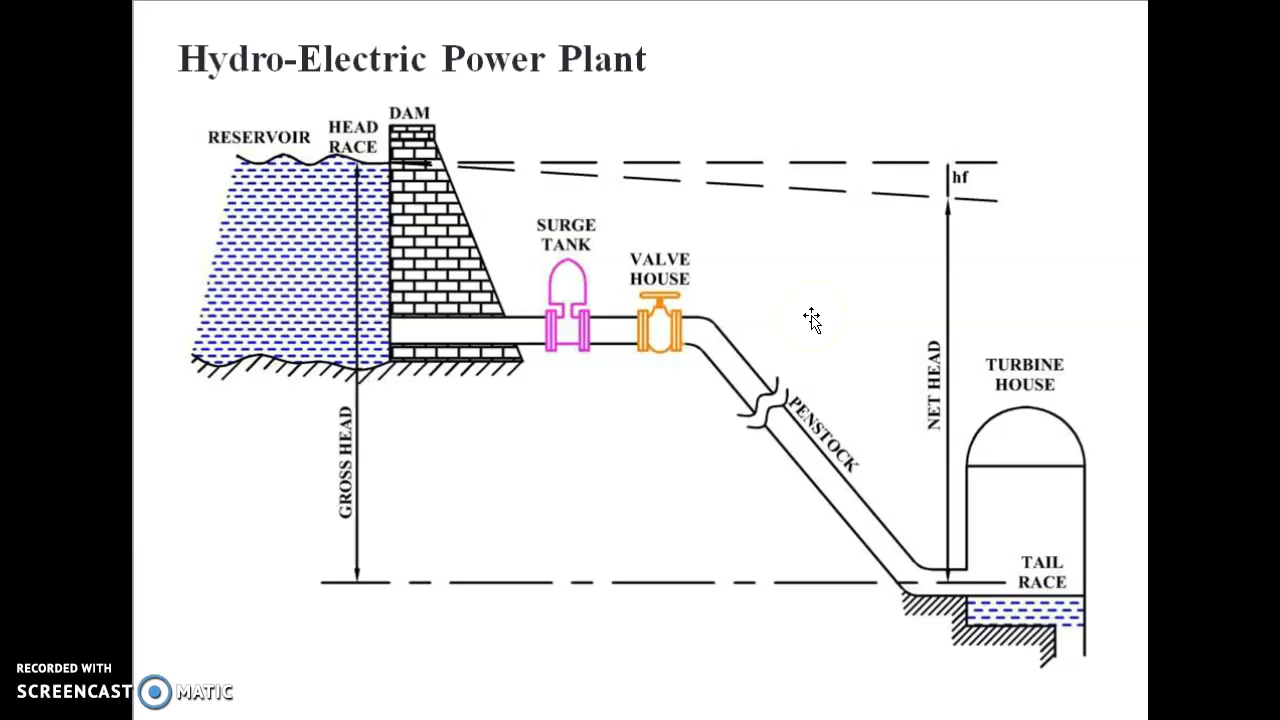 Hydro-Electric Power Plant
DAM
RESERVOIR
HEAD
RACE
hf
SURGE
TANK
VALVE
HOUSE
NET HEAD
TURBINE
HOUSE
PENSTOCK
GROSS HEAD
TAIL
RACE
RECORDED WITH
SCREENCAST MATIC